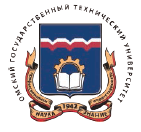 ОМСКИЙ ГОСУДАРСТВЕННЫЙ ТЕХНИЧЕСКИЙ УНИВЕРСИТЕТ
НАУКА
1942
ЗНАНИЕ